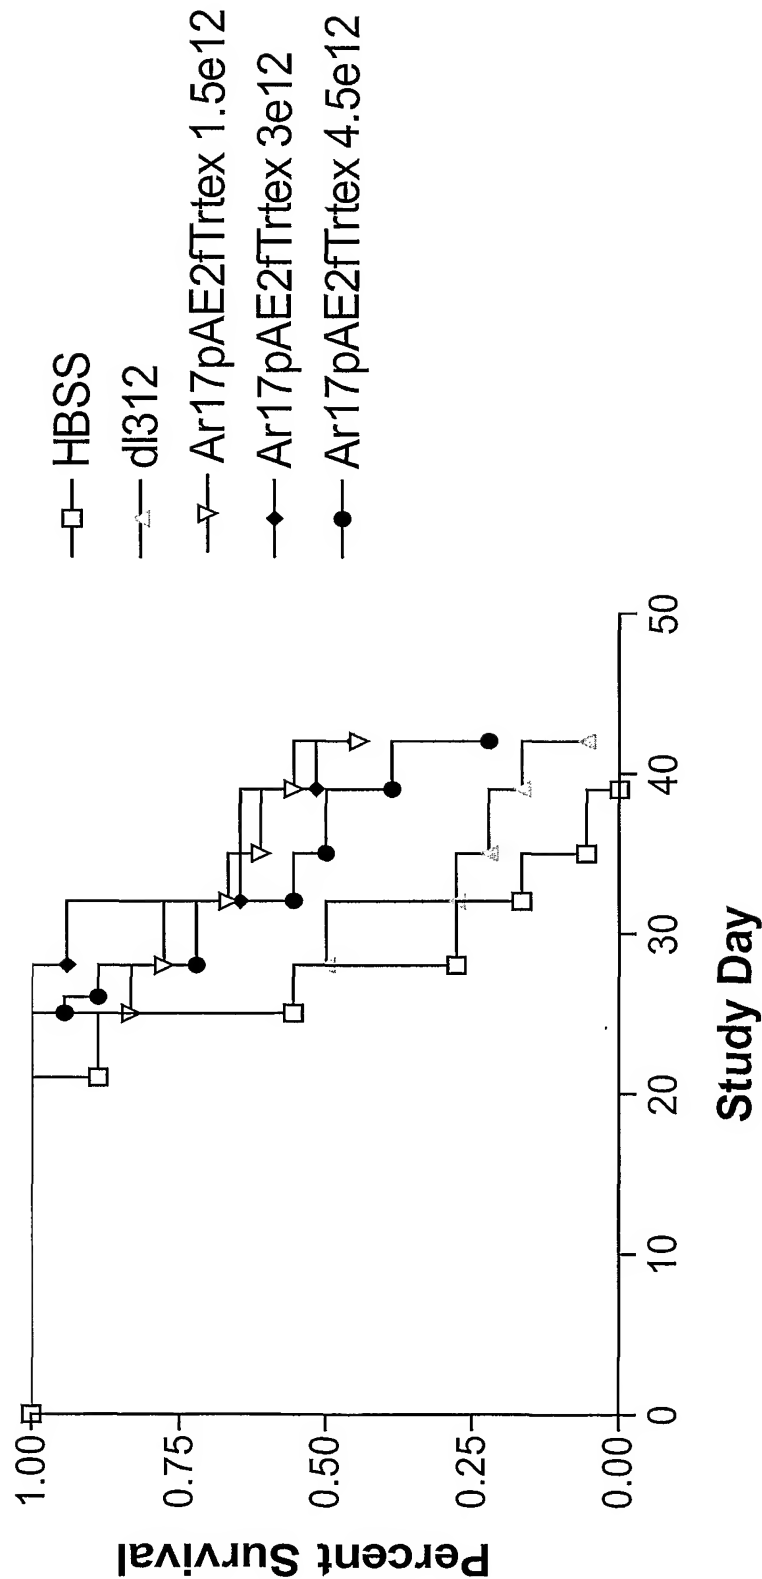 HBSS
dl312
Ar17pAE2fTrtex 1.5e12
Ar17pAE2fTrtex 3e12
Ar17pAE2fTrtex 4.5e12
Percent Survival
1.00
0.75
0.50
0.25
0.00
0
10
20
30
40
50
Study Day